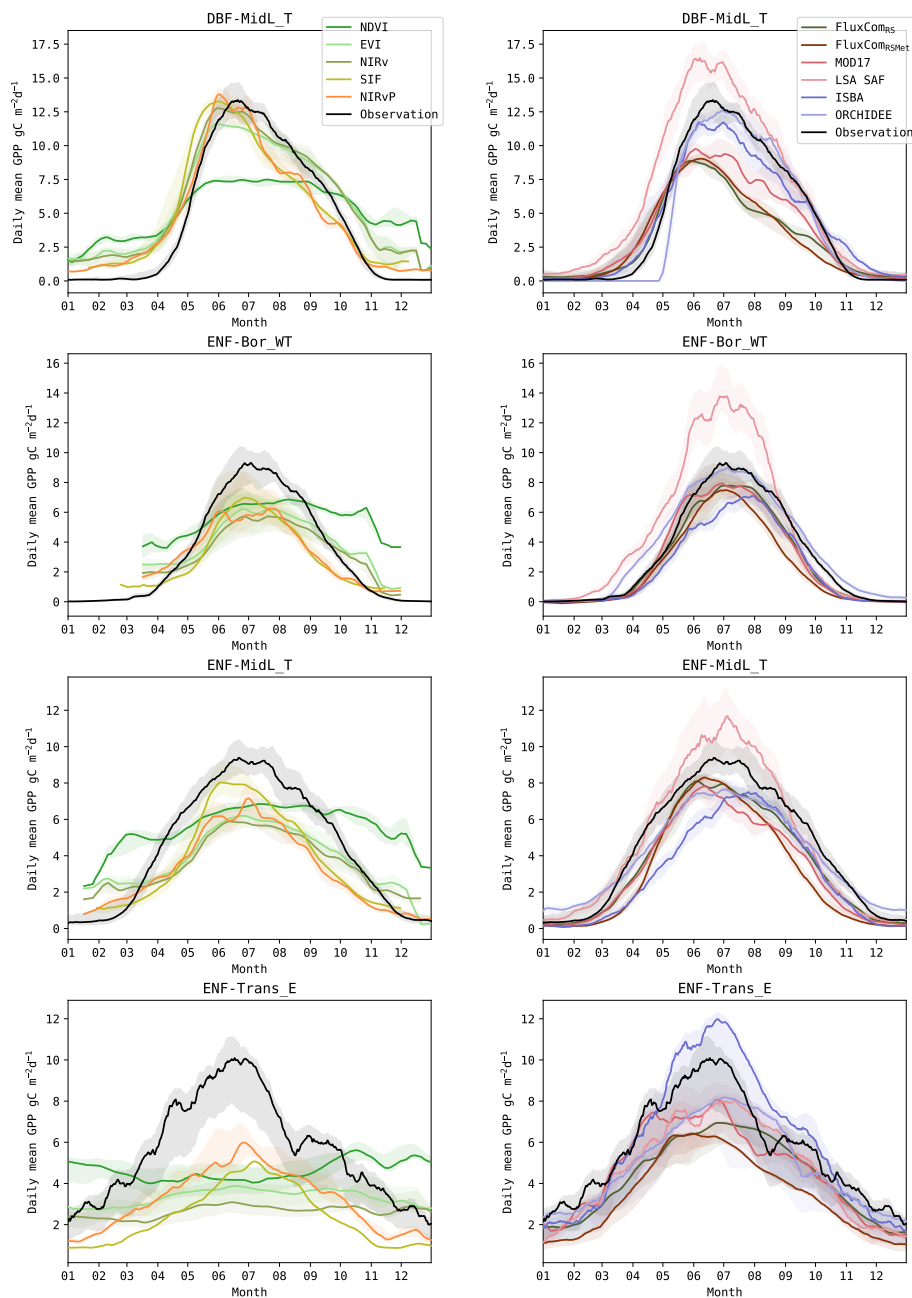 DBF-MidL_T
Daily mean GPP gC m−2d−1
17.5
15.0
12.5
10.0
7.5
5.0
2.5
0.0
01 02 03 04 05 06 07 08 09 10 11 12
Month
NDVI
EVI
NIRv
SIF
NIRvP
Observation
DBF-MidL_T
Daily mean GPP gC m−2d−1
17.5
15.0
12.5
10.0
7.5
5.0
2.5
0.0
01 02 03 04 05 06 07 08 09 10 11 12
Month
FluxComRS
FluxComRSMet
MOD17
LSA SAF
ISBA
ORCHIDEE
Observation
ENF-Bor_WT
Daily mean GPP gC m−2d−1
16
14
12
10
8
6
4
2
0
01 02 03 04 05 06 07 08 09 10 11 12
Month
ENF-Bor_WT
Daily mean GPP gC m−2d−1
16
14
12
10
8
6
4
2
0
01 02 03 04 05 06 07 08 09 10 11 12
Month
ENF-MidL_T
Daily mean GPP gC m−2d−1
12
10
8
6
4
2
0
01 02 03 04 05 06 07 08 09 10 11 12
Month
ENF-MidL_T
Daily mean GPP gC m−2d−1
12
10
8
6
4
2
0
01 02 03 04 05 06 07 08 09 10 11 12
Month
ENF-Trans_E
Daily mean GPP gC m−2d−1
12
10
8
6
4
2
01 02 03 04 05 06 07 08 09 10 11 12
Month
ENF-Trans_E
Daily mean GPP gC m−2d−1
12
10
8
6
4
2
01 02 03 04 05 06 07 08 09 10 11 12
Month